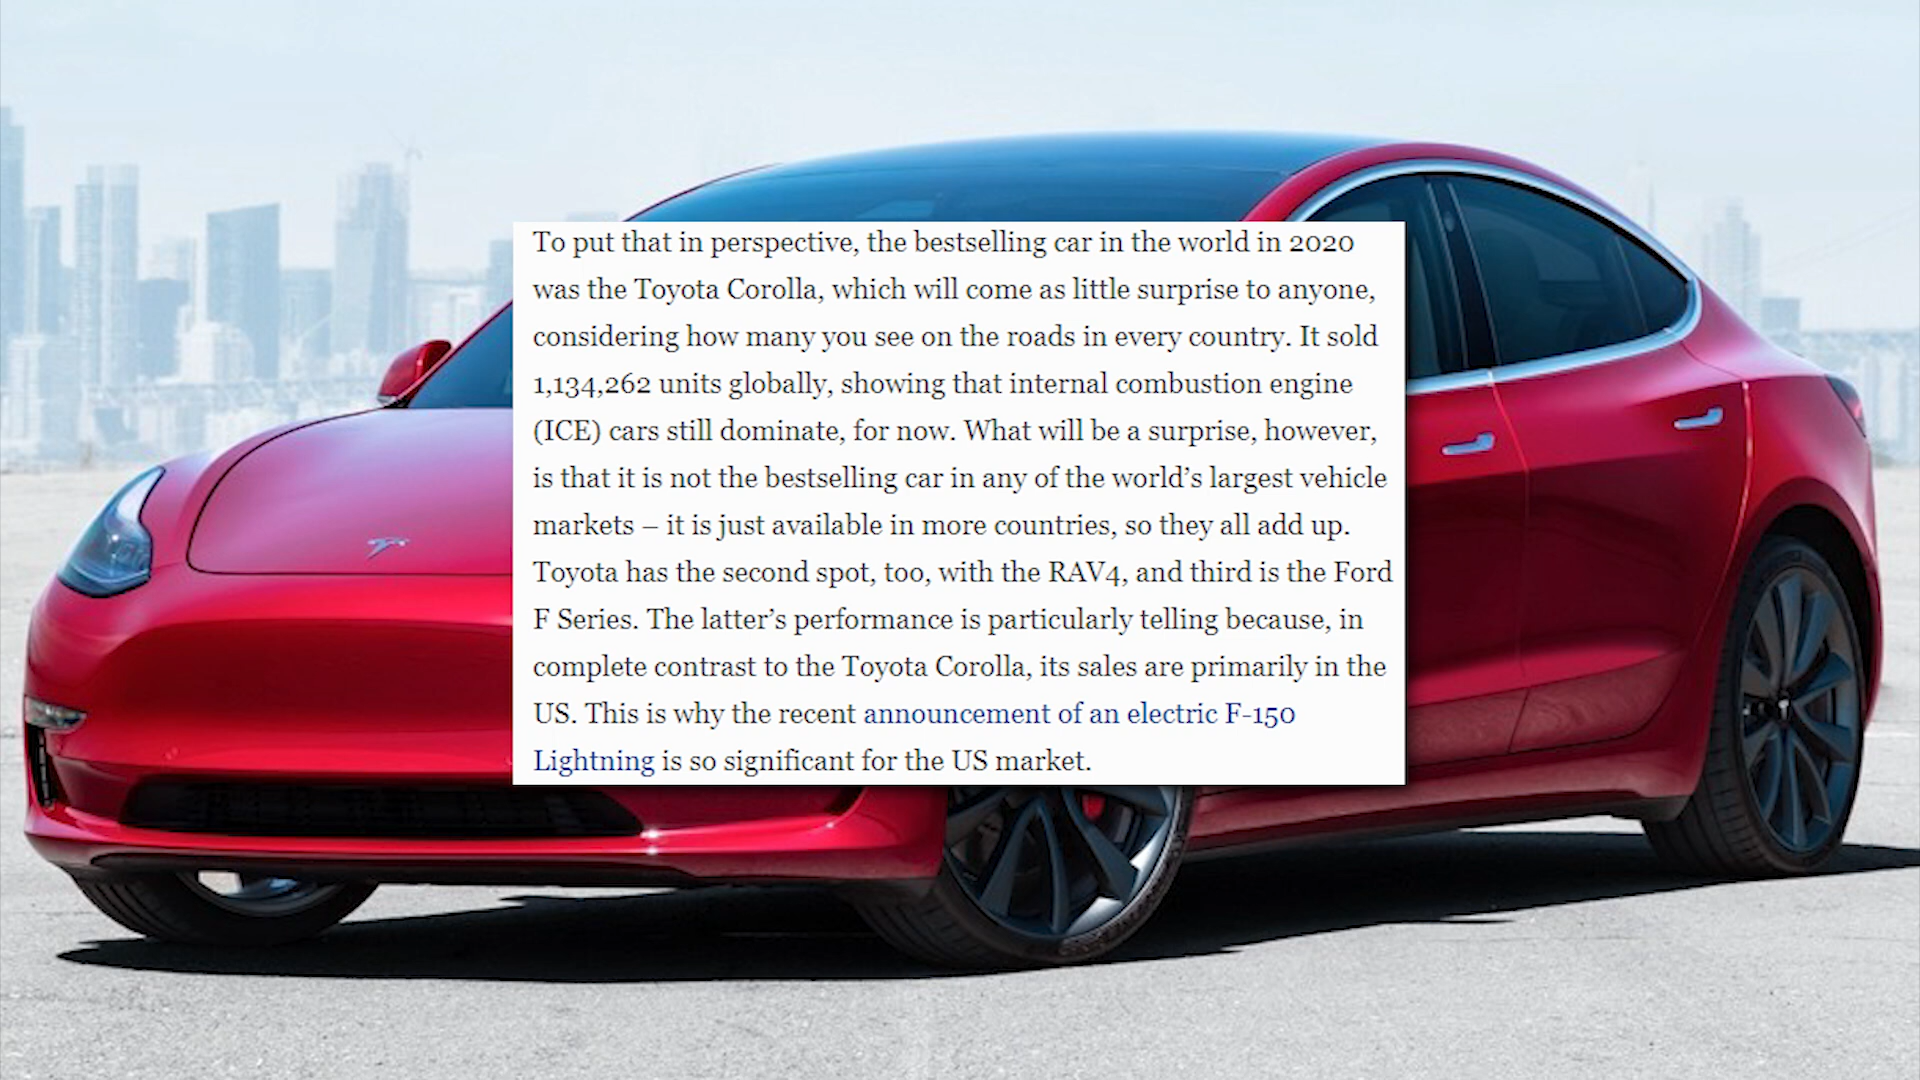 To put that in perspective, the bestselling car in the world in 2020
was the Toyota Corolla, which will come as little surprise to anyone,
considering how many you see on the roads in every country. It sold
1,134,262 units globally, showing that internal combustion engine
(ICE) cars still dominate, for now. What will be a surprise, however,
is that it is not the bestselling car in any of the world’s largest vehicle
markets – it is just available in more countries, so they all add up.
Toyota has the second spot, too, with the RAV4, and third is the Ford
F Series. The latter’s performance is particularly telling because, in
complete contrast to the Toyota Corolla, its sales are primarily in the
US. This is why the recent announcement of an electric F-150
Lightning is so significant for the US market.